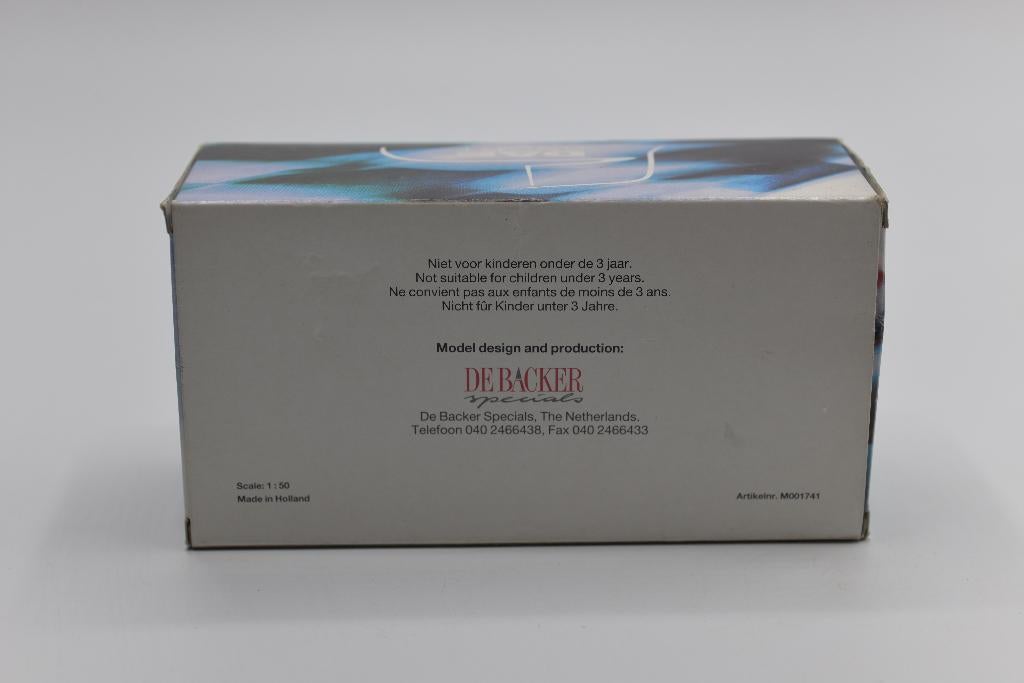 Niet voor kinderen onder de 3 jaar.
Not suitable for children under 3 years.
Ne convient pas aux enfants de moins de 3 ans.
Nicht für Kinder unter 3 Jahre.
Model design and production:
DE BACKER
specials
De Backer Specials, The Netherlands.
Telefoon 040 2466438, Fax 040 2466433
Scale: 1 : 50
Made in Holland
Artikelnr. M001741